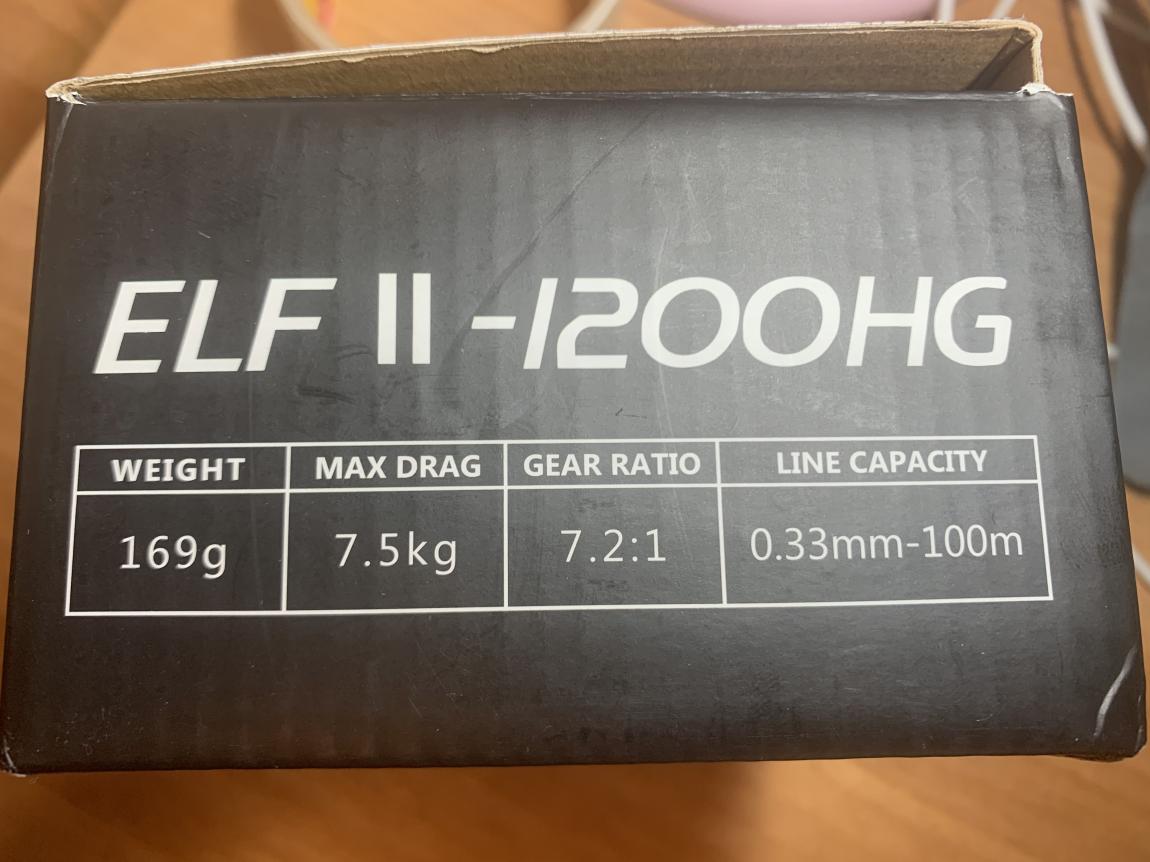 ELF II -1200HG
WEIGHT MAX DRAG GEAR RATIO LINE CAPACITY
169g 7.5kg 7.2:1 0.33mm-100m